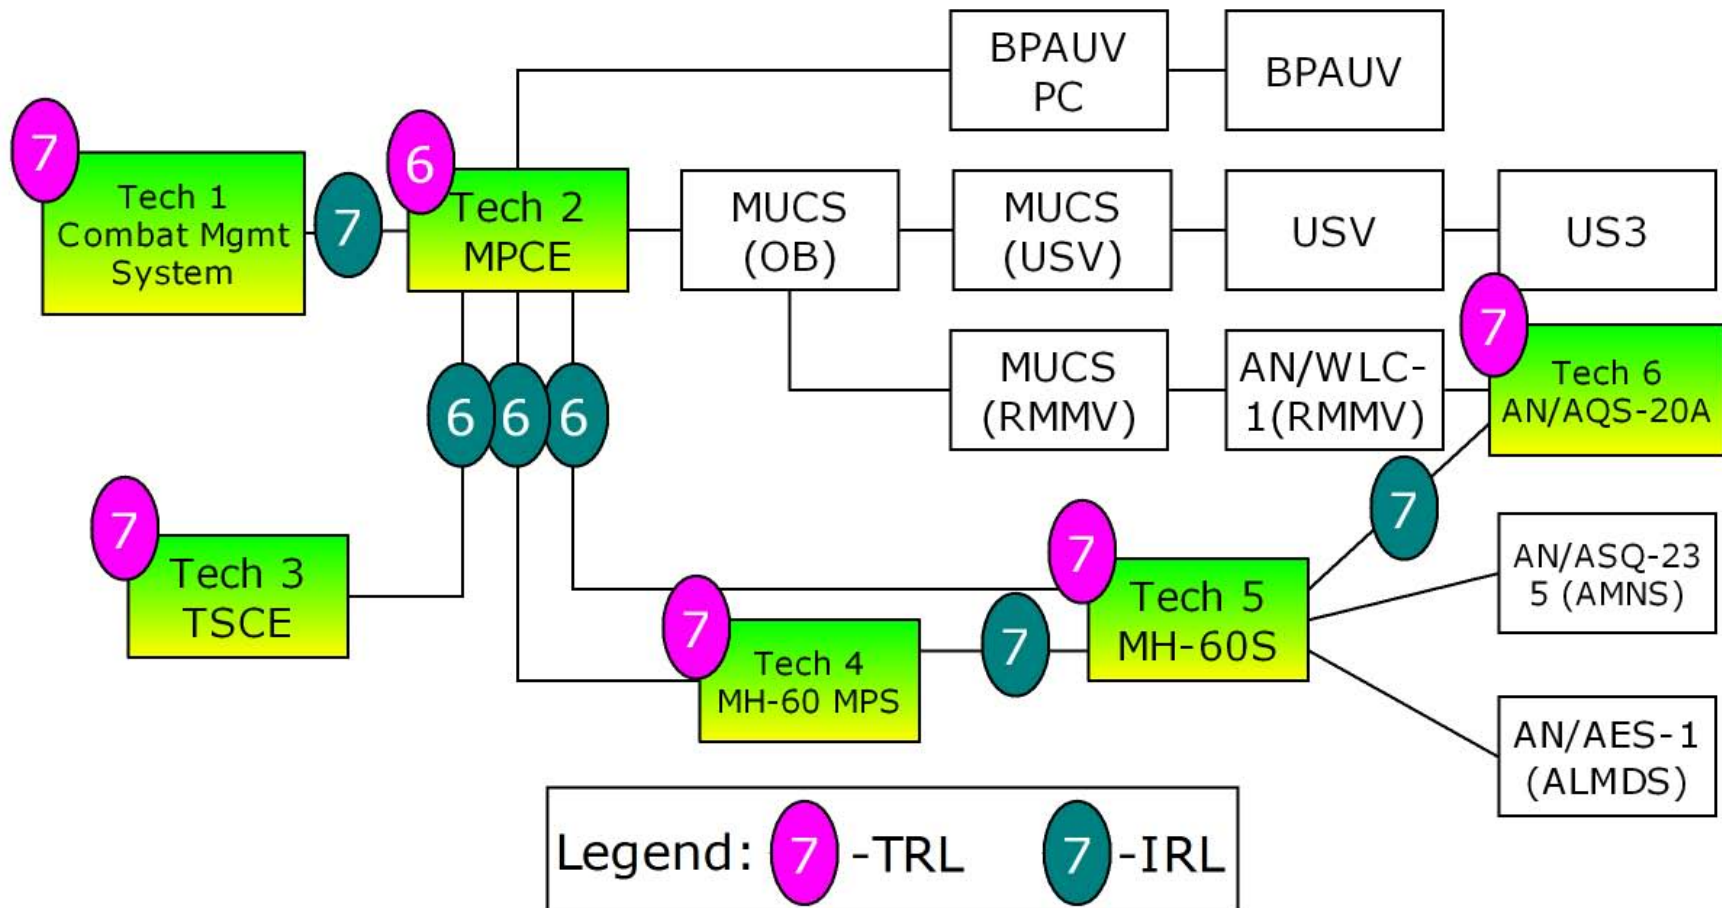 BPAUV
PC
BPAUV
7
Tech 1
Combat Mgmt
System
7
6
Tech 2
MPCE
MUCS
(OB)
MUCS
(USV)
USV
US3
MUCS
(RMMV)
AN/WLC-
1(RMMV)
7
Tech 6
AN/AQS-20A
6
6
6
7
7
Tech 3
TSCE
7
Tech 4
MH-60 MPS
7
7
Tech 5
MH-60S
AN/ASQ-23
5 (AMNS)
AN/AES-1
(ALMDS)
Legend: 7 -TRL 7 -IRL